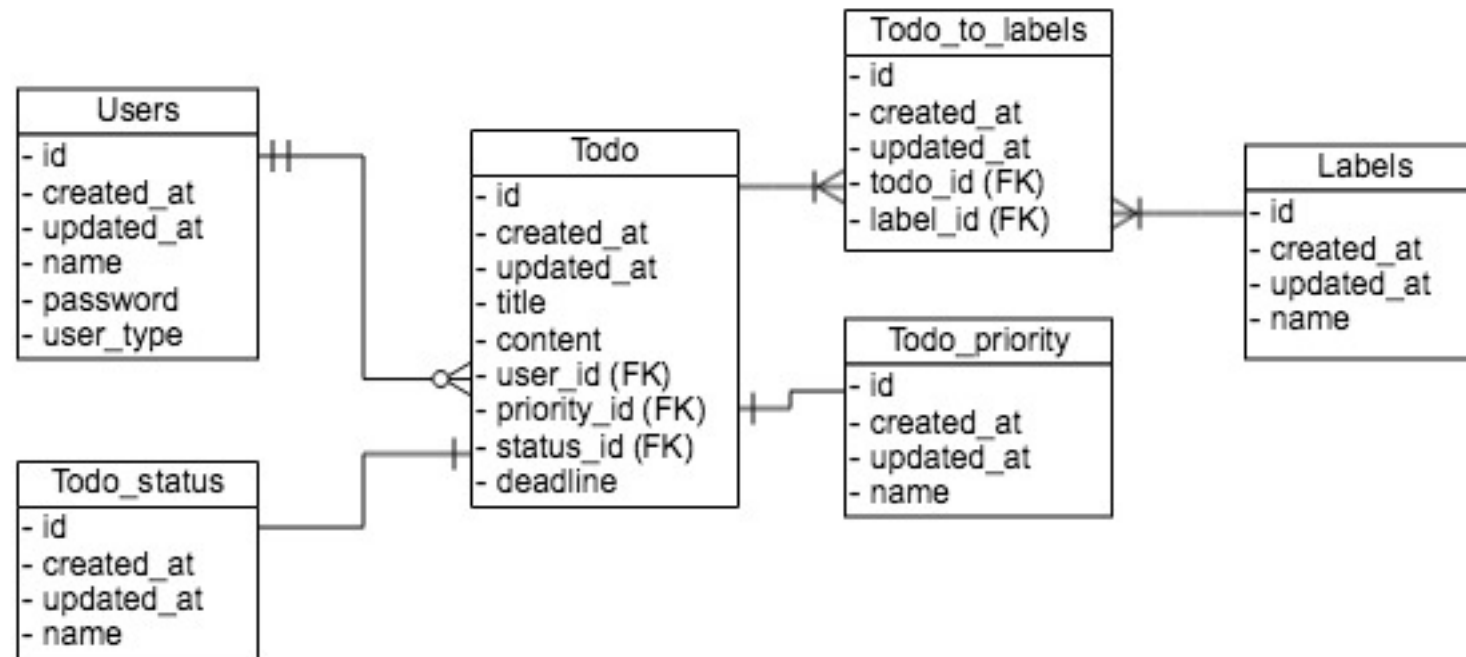 Users
- id
- created_at
- updated_at
- name
- password
- user_type
Todo_status
- id
- created_at
- updated_at
- name
Todo
- id
- created_at
- updated_at
- title
- content
- user_id (FK)
- priority_id (FK)
- status_id (FK)
- deadline
Todo_to_labels
- id
- created_at
- updated_at
- todo_id (FK)
- label_id (FK)
Todo_priority
- id
- created_at
- updated_at
- name
Labels
- id
- created_at
- updated_at
- name